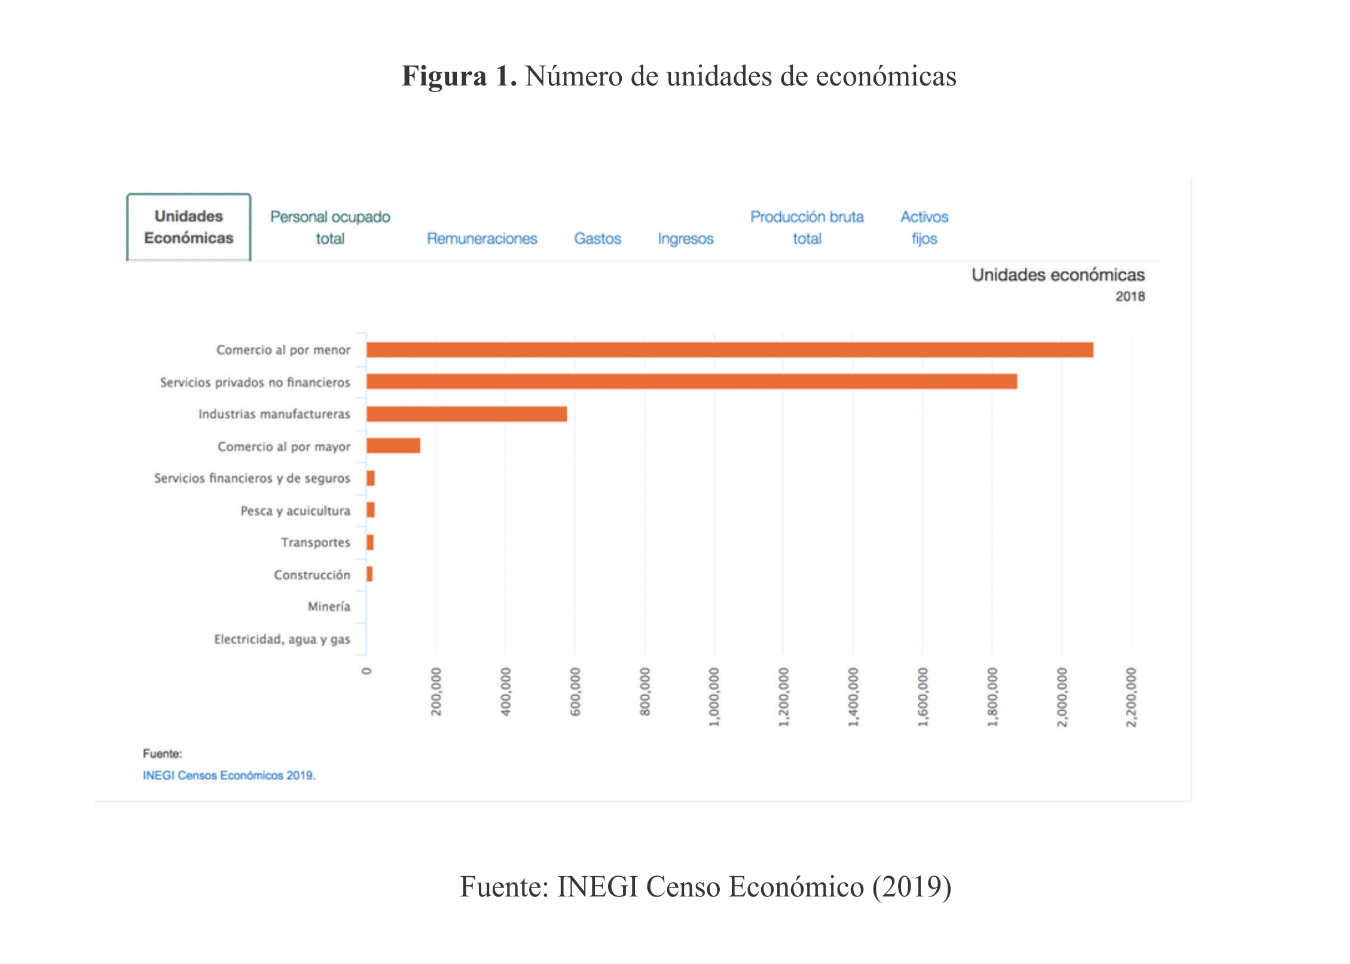 Figura 1. Número de unidades de económicas
Unidades
Económicas
Personal ocupado
total
Remuneraciones
Gastos
Ingresos
Producción bruta
total
Activos
fijos
Unidades económicas
2018
Comercio al por menor
Servicios privados no financieros
Industrias manufactureras
Comercio al por mayor
Servicios financieros y de seguros
Pesca y acuicultura
Transportes
Construcción
Minería
Electricidad, agua y gas
0
200,000
400,000
600,000
800,000
1,000,000
1,200,000
1,400,000
1,600,000
1,800,000
2,000,000
2,200,000
Fuente:
INEGI Censos Económicos 2019.
Fuente: INEGI Censo Económico (2019)